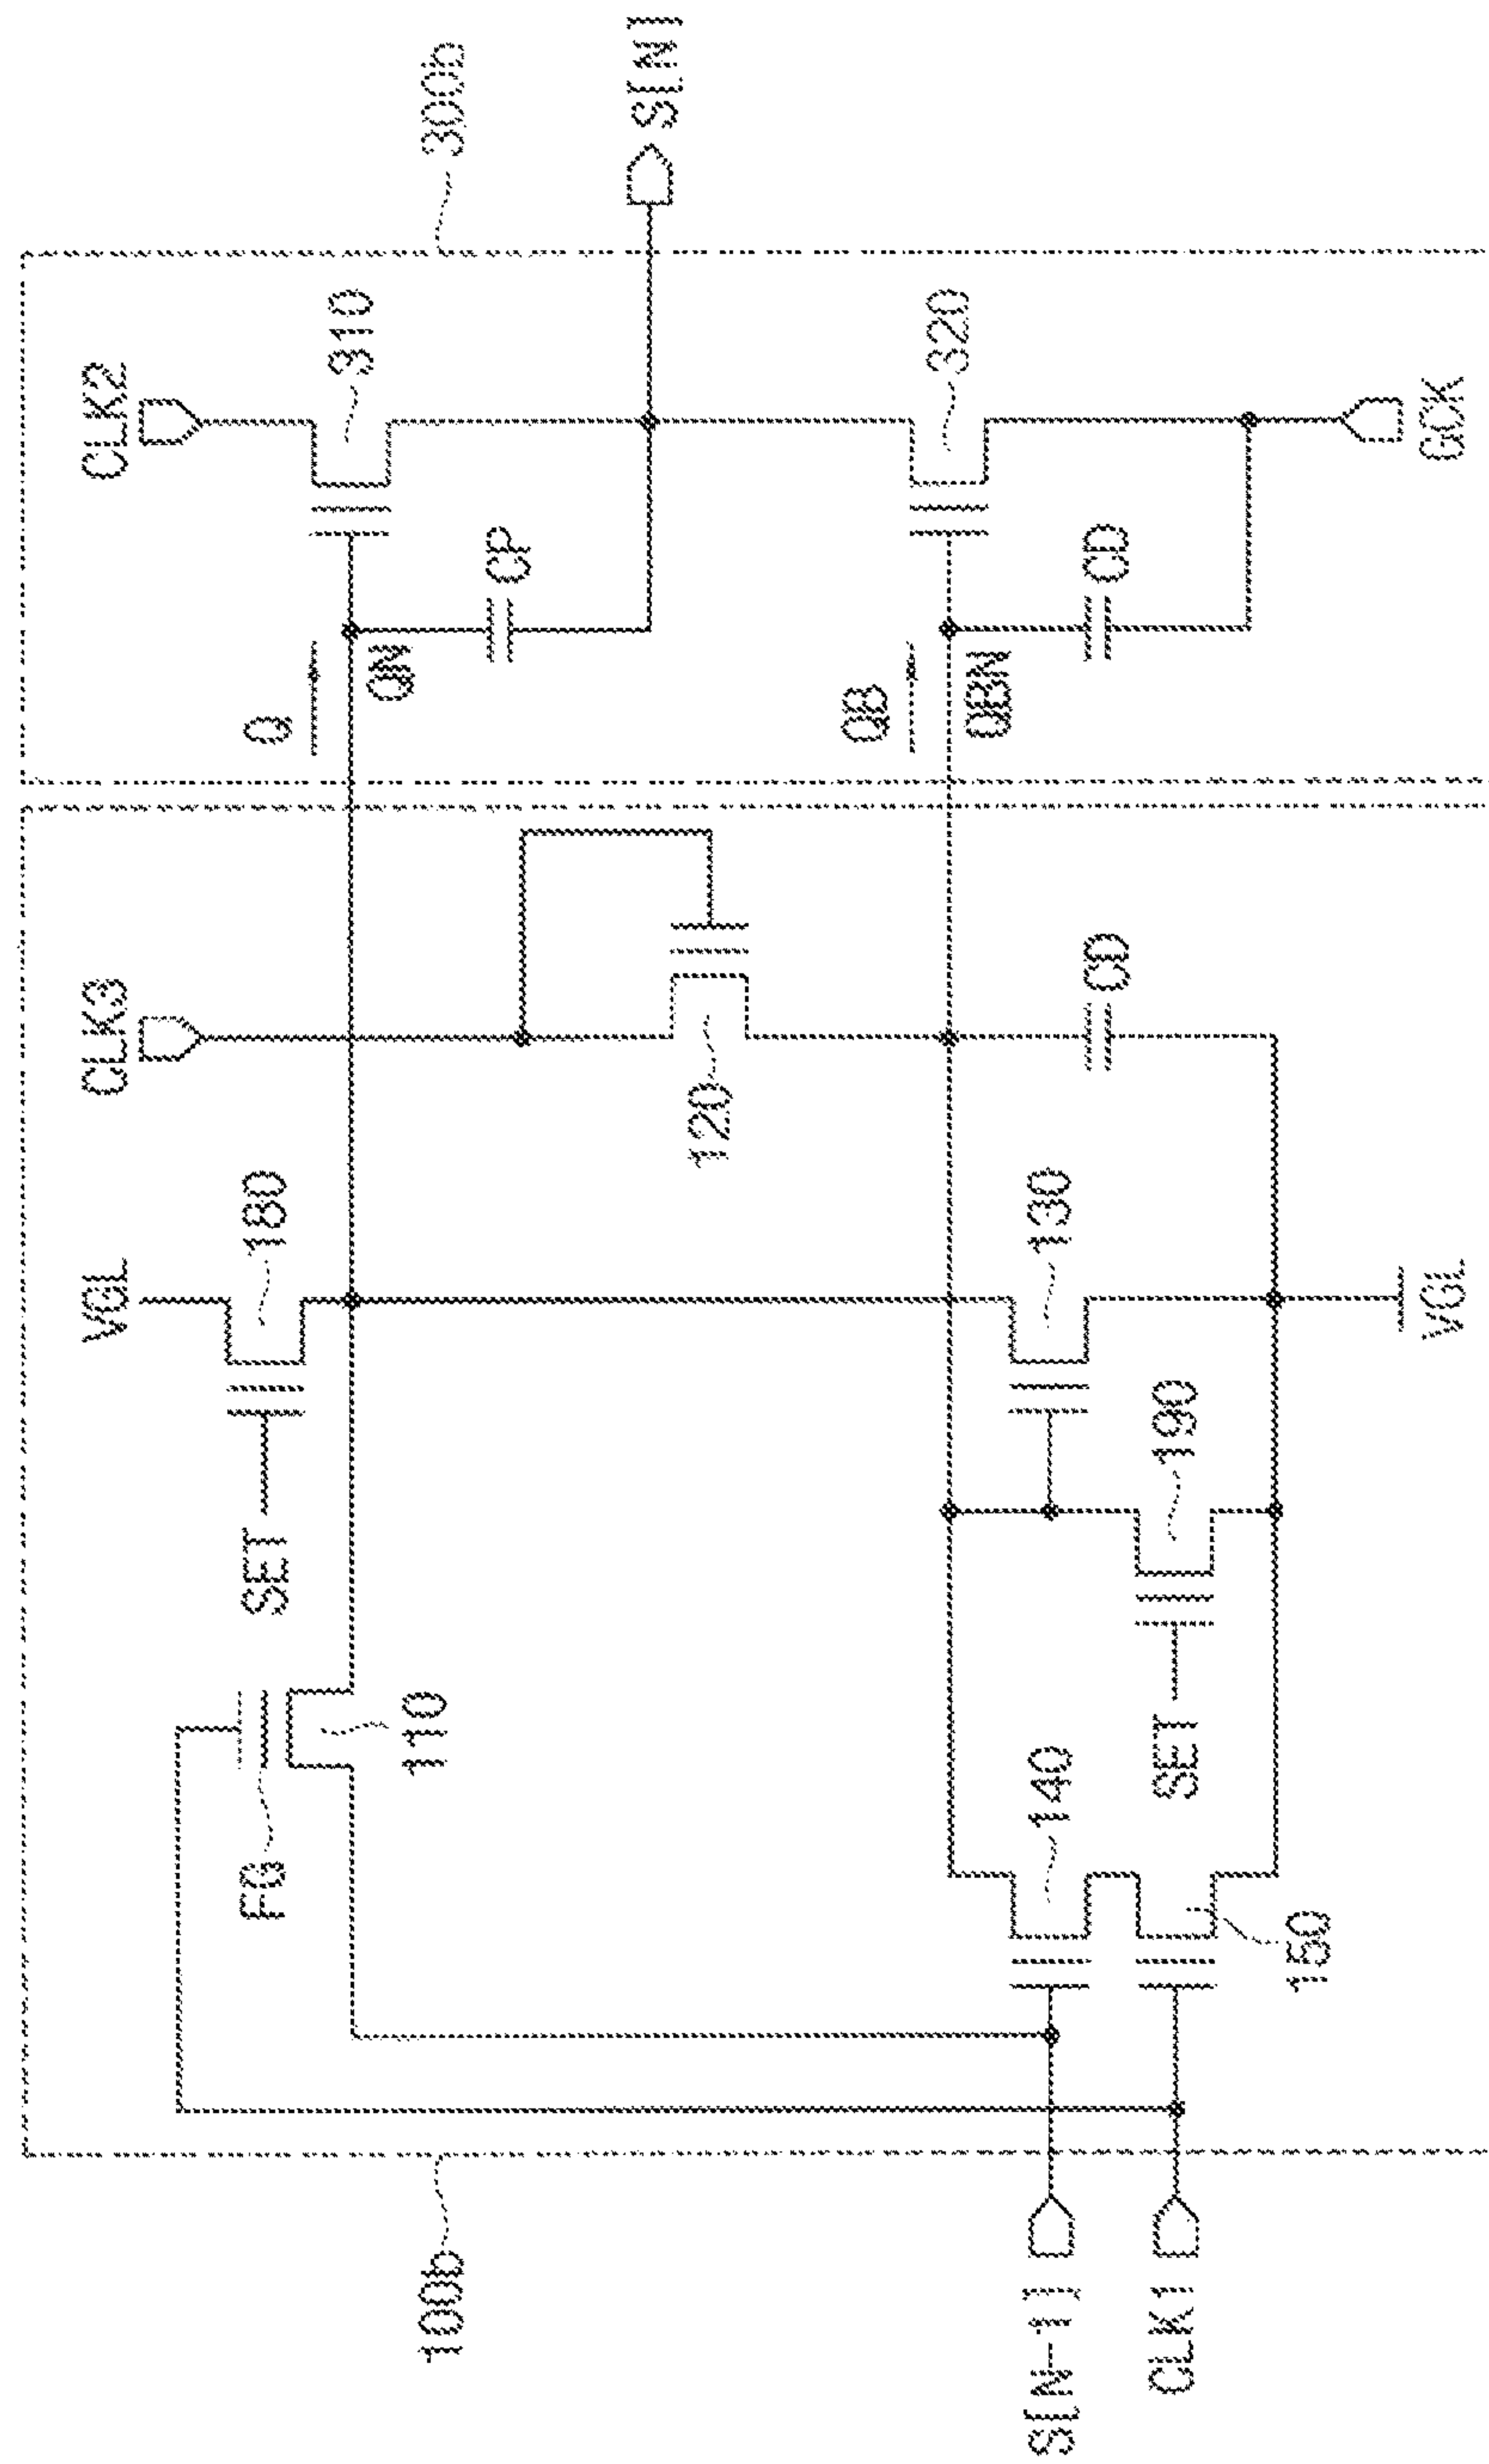 100b
300b
VGL
CLK3
CLK2
SET
180
310
FG
110
Q
QN
CP
S[N]
120
QB
QBN
320
S[N-1]
CLK1
140
150
SET
190
130
CD
CD
VGL
GCK